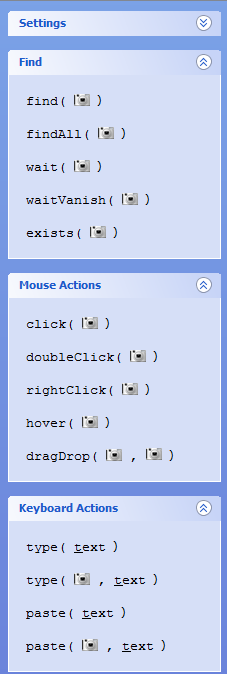 Settings
Find
find( )
findAll( )
wait( )
waitVanish( )
exists( )
Mouse Actions
click( )
doubleClick( )
rightClick( )
hover( )
dragDrop( , )
Keyboard Actions
type( text )
type( , text )
paste( text )
paste( , text )